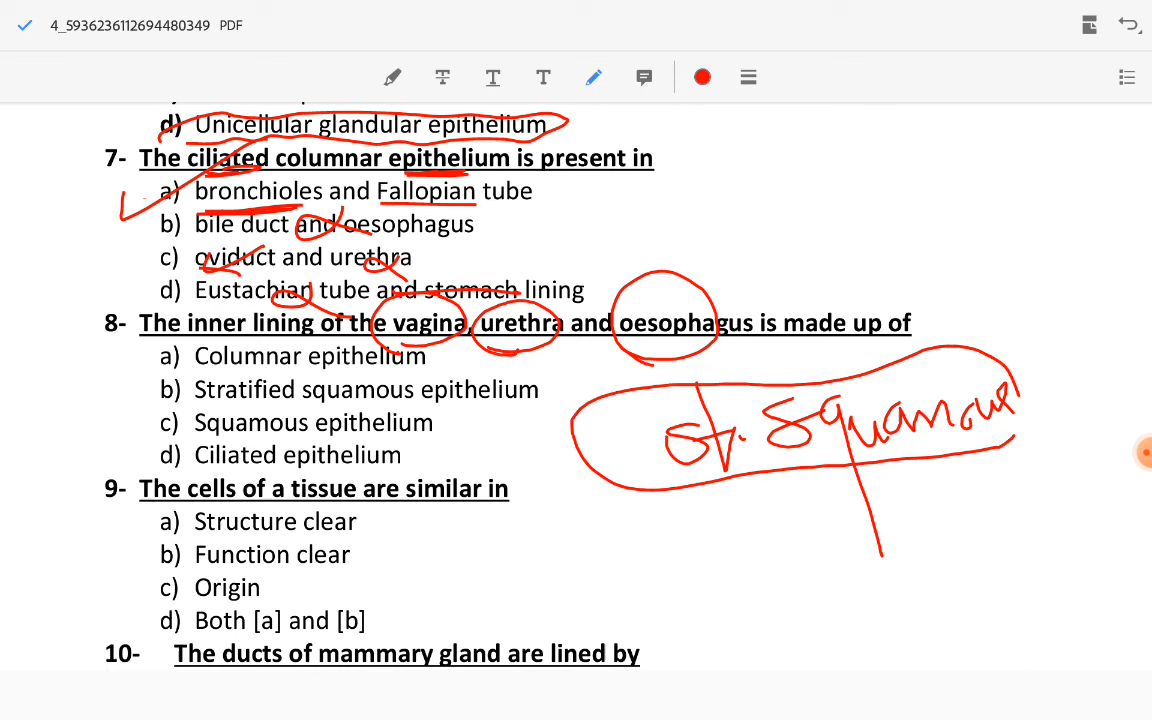 4_5936236112694480349 PDF
d) Unicellular glandular epithelium
7- The ciliated columnar epithelium is present in
a) bronchioles and Fallopian tube
b) bile duct and oesophagus
c) oviduct and urethra
d) Eustachian tube and stomach lining
8- The inner lining of the vagina, urethra and oesophagus is made up of
a) Columnar epithelium
b) Stratified squamous epithelium
st. squamous
c) Squamous epithelium
d) Ciliated epithelium
9- The cells of a tissue are similar in
a) Structure clear
b) Function clear
c) Origin
d) Both [a] and [b]
10- The ducts of mammary gland are lined by